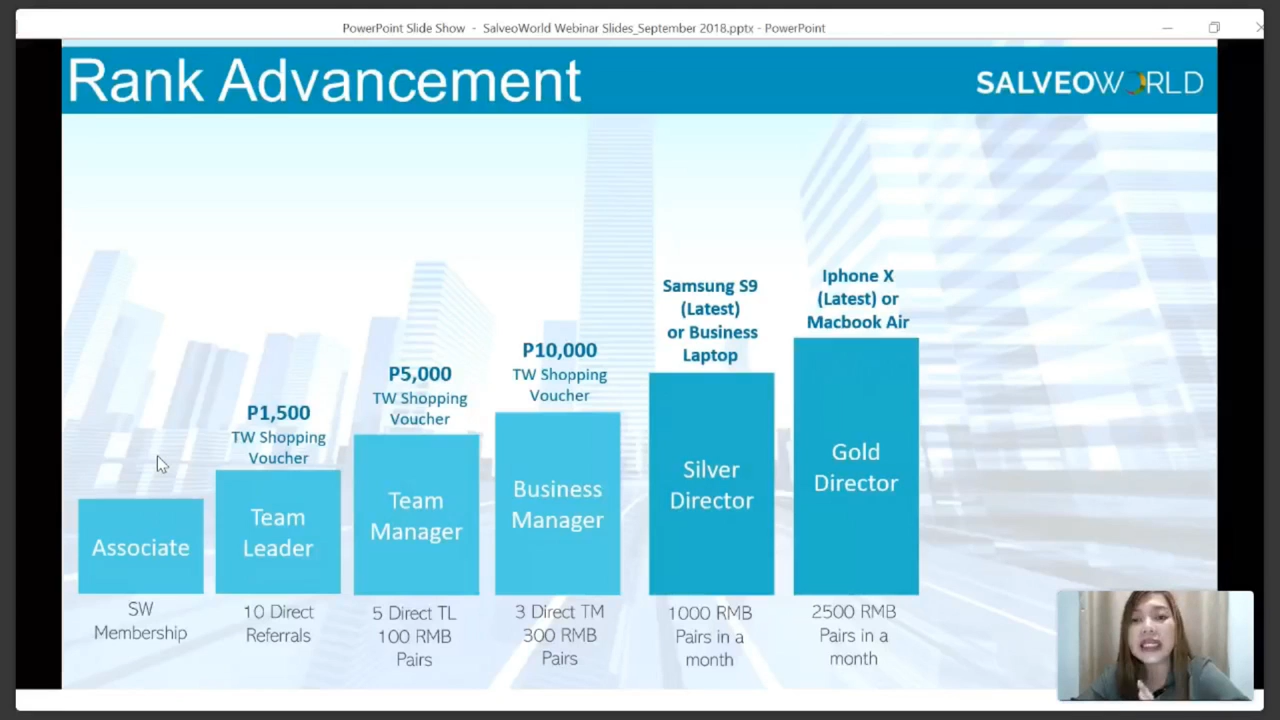 PowerPoint Slide Show - SalveoWorld Webinar Slides_September 2018.pptx - PowerPoint
Rank Advancement
SALVEOWORLD
P1,500
TW Shopping
Voucher
P5,000
TW Shopping
Voucher
P10,000
TW Shopping
Voucher
Samsung S9
(Latest)
or Business
Laptop
Iphone X
(Latest) or
Macbook Air
Associate
Team
Leader
Team
Manager
Business
Manager
Silver
Director
Gold
Director
SW
Membership
10 Direct
Referrals
5 Direct TL
100 RMB
Pairs
3 Direct TM
300 RMB
Pairs
1000 RMB
Pairs in a
month
2500 RMB
Pairs in a
month